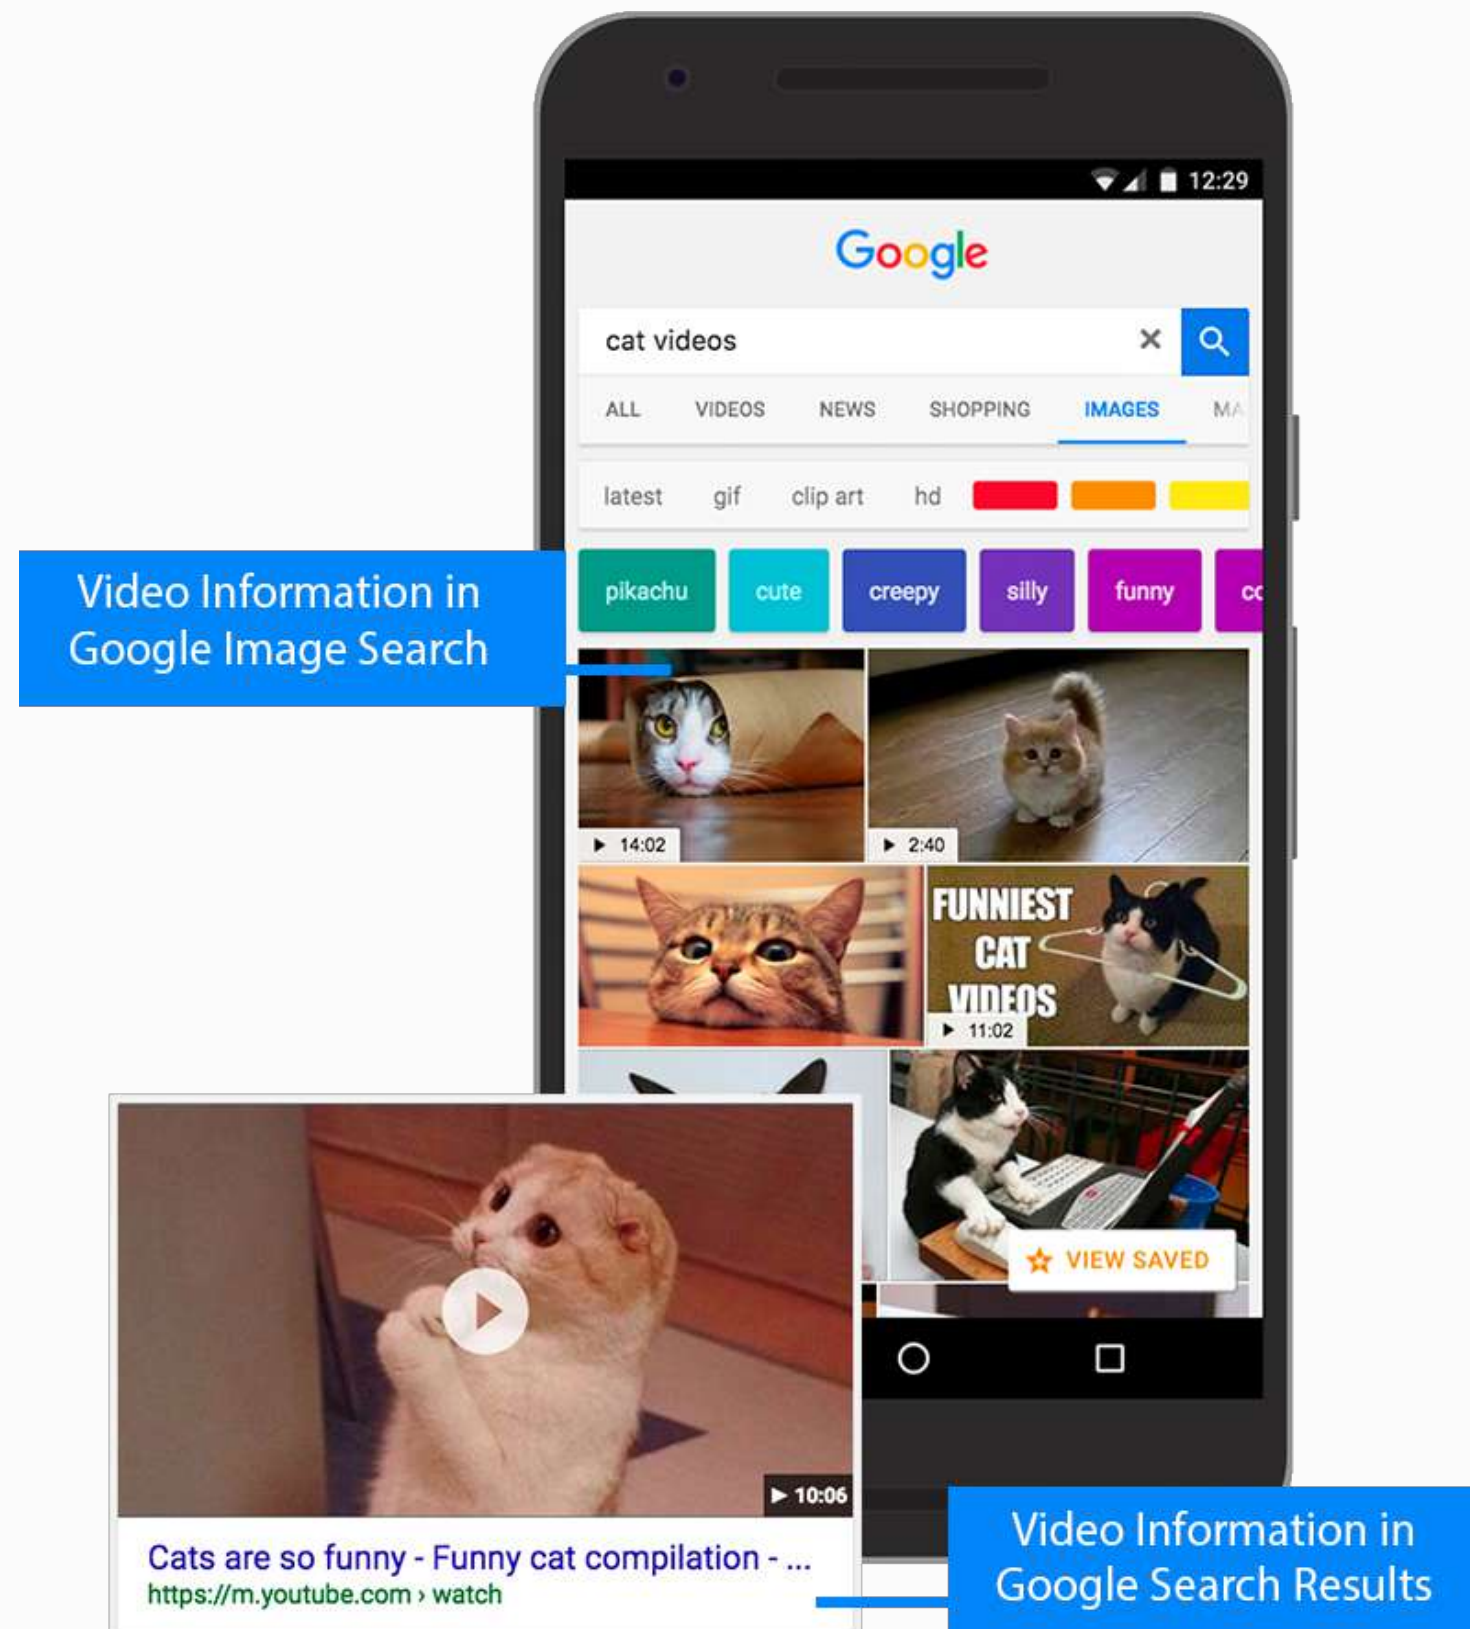 12:29
Google
cat videos
ALL VIDEOS NEWS SHOPPING IMAGES MA
latest gif clip art hd
pikachu cute creepy silly funny co
Video Information in
Google Image Search
14:02
2:40
FUNNIEST
CAT
VIDEOS
11:02
VIEW SAVED
10:06
Cats are so funny - Funny cat compilation - ...
https://m.youtube.com › watch
Video Information in
Google Search Results